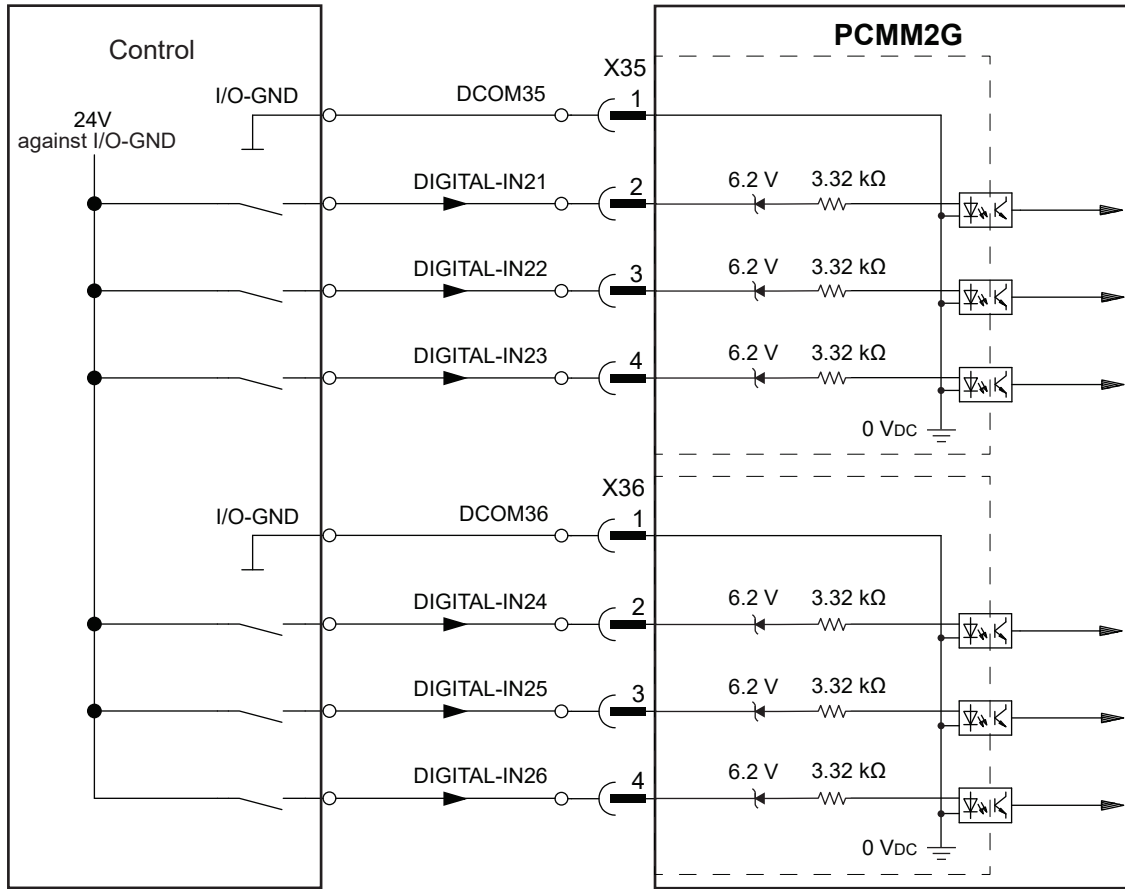 Control
PCMM2G
24V
against I/O-GND
I/O-GND
DCOM35
X35
1
DIGITAL-IN21
2
6.2 V
3.32 kΩ
DIGITAL-IN22
3
6.2 V
3.32 kΩ
DIGITAL-IN23
4
6.2 V
3.32 kΩ
0 VDC
I/O-GND
DCOM36
X36
1
DIGITAL-IN24
2
6.2 V
3.32 kΩ
DIGITAL-IN25
3
6.2 V
3.32 kΩ
DIGITAL-IN26
4
6.2 V
3.32 kΩ
0 VDC